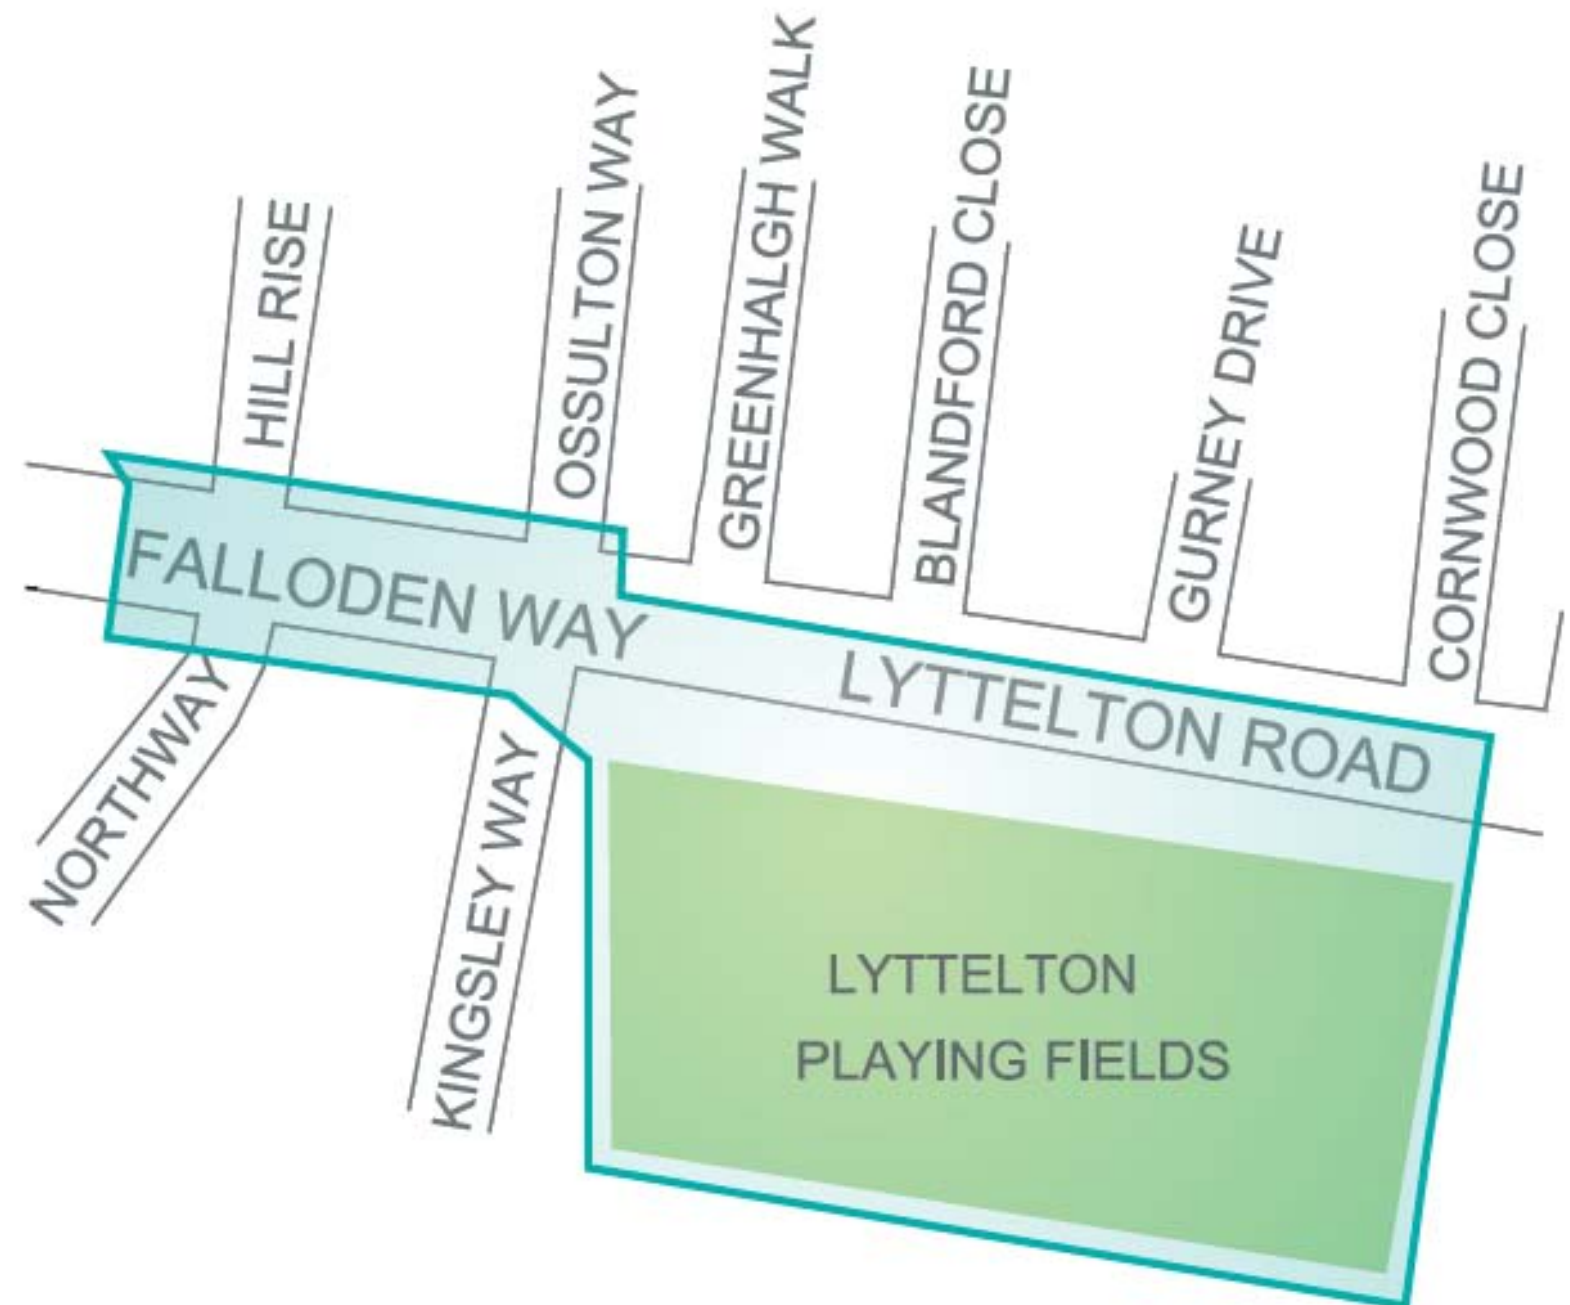 HILL RISE
OSSULTON WAY
GREENHALGH WALK
BLANDFORD CLOSE
GURNEY DRIVE
CORNWOOD CLOSE
FALLODEN WAY
LYTTELTON ROAD
NORTHWAY
KINGSLEY WAY
LYTTELTON
PLAYING FIELDS